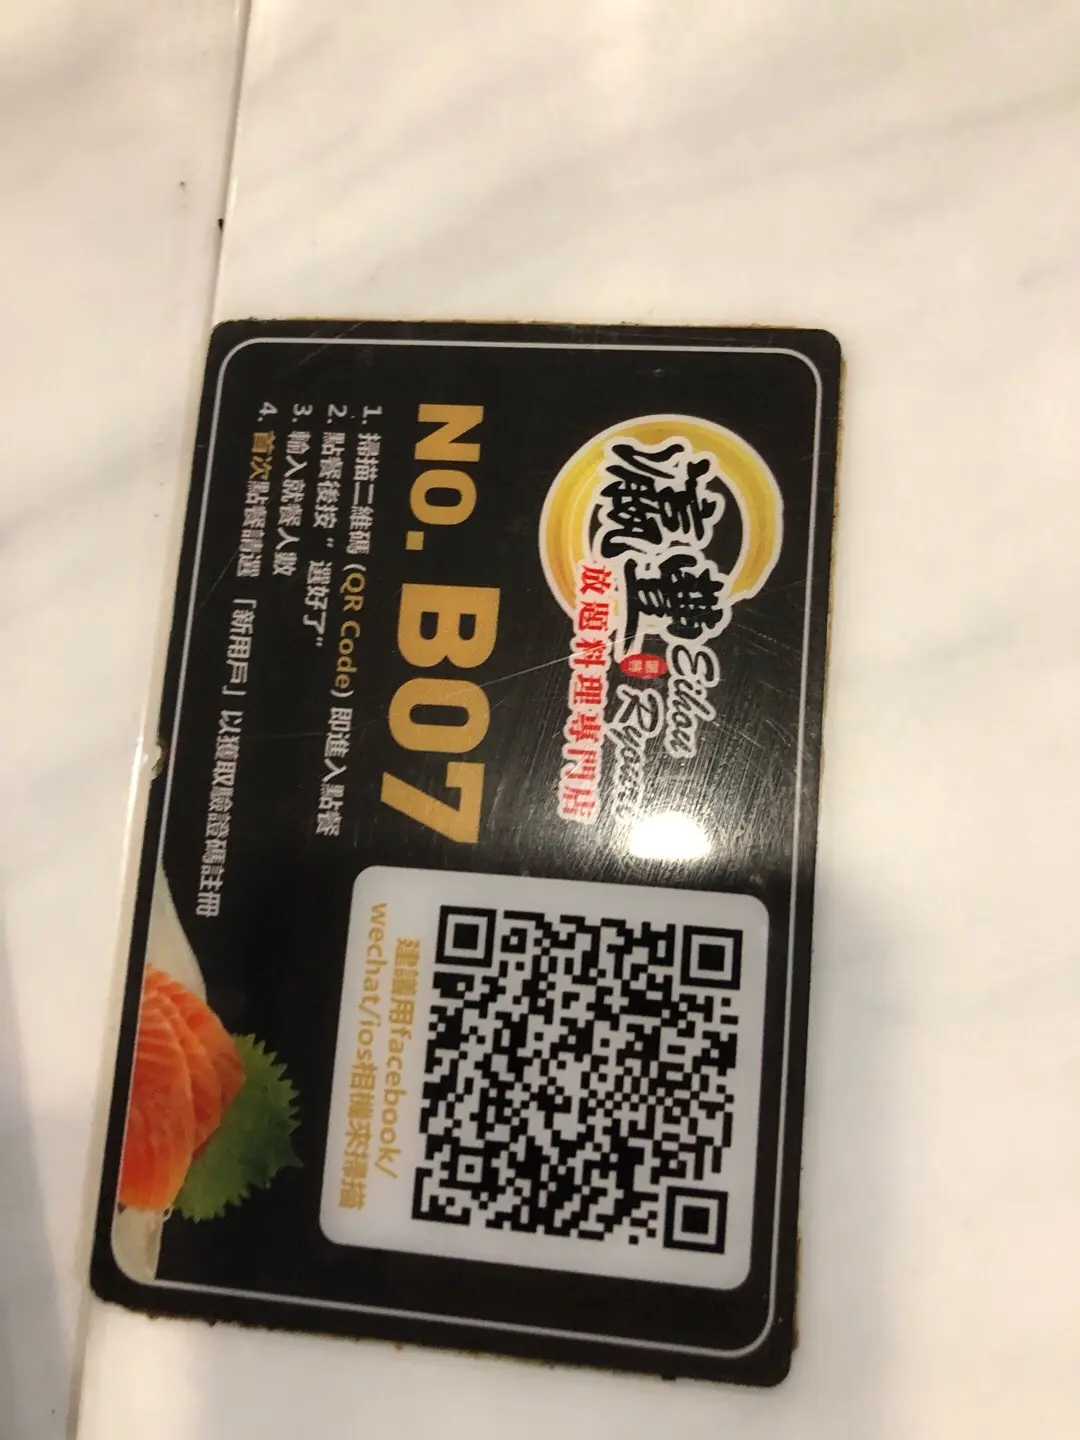 瀛豐
Eihou
放題料理專門店
NO. B07
1. 掃描二維碼 (QR Code) 即進入點餐
2. 點餐後按 “ 選好了”
3. 輸入就餐人數
4. 首次點餐請選 「新用戶」以獲取驗證碼註冊
建議用facebook/
wechat/ios相機來掃描